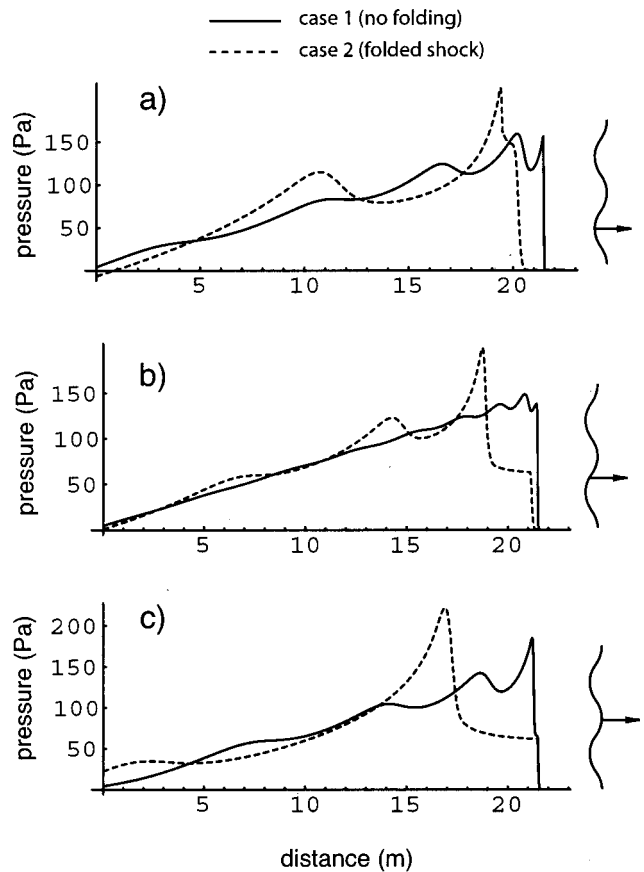 case 1 (no folding)
case 2 (folded shock)
a)
pressure (Pa)
150
100
50
5 10 15 20
b)
pressure (Pa)
150
100
50
5 10 15 20
c)
pressure (Pa)
200
150
100
50
5 10 15 20
distance (m)